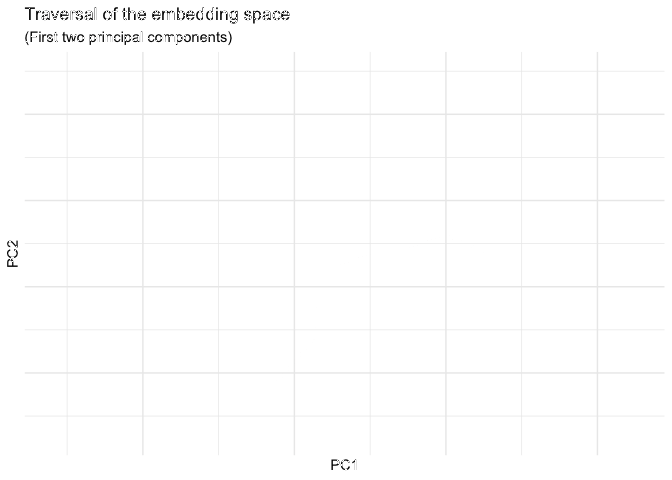 Traversal of the embedding space
(First two principal components)
PC2
PC1